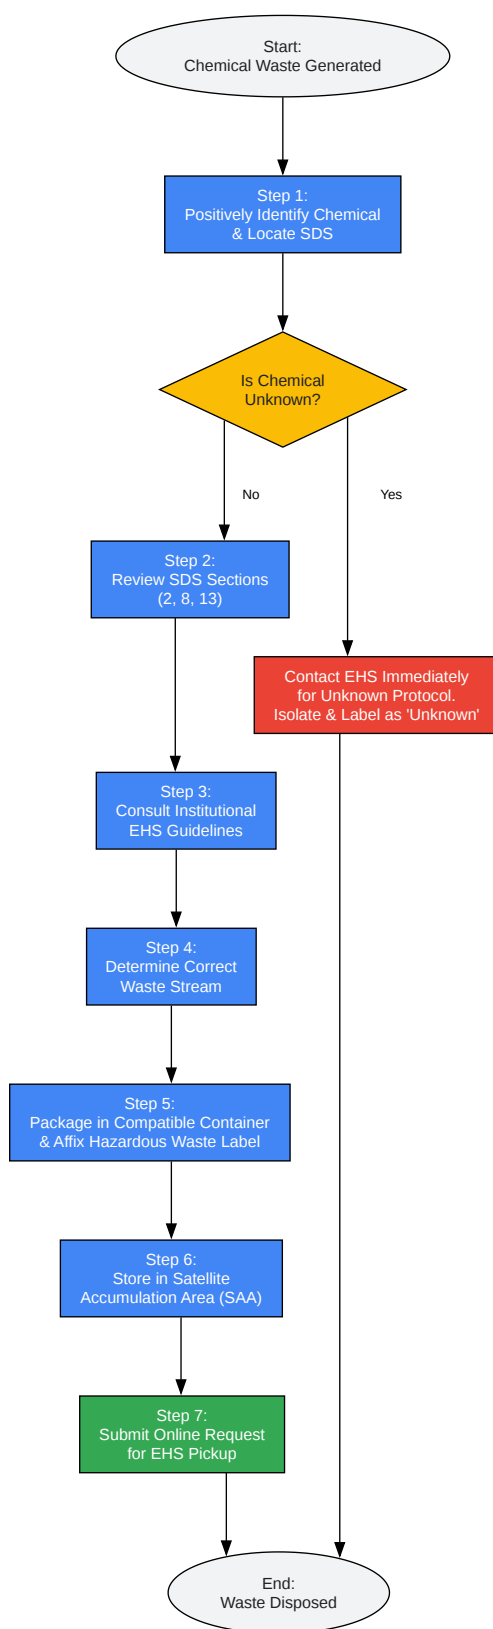 Start:
Chemical Waste Generated
Step 1:
Positively Identify Chemical
& Locate SDS
Is Chemical
Unknown?
No
Yes
Step 2:
Review SDS Sections
(2, 8, 13)
Contact EHS Immediately
for Unknown Protocol.
Isolate & Label as 'Unknown'
Step 3:
Consult Institutional
EHS Guidelines
Step 4:
Determine Correct
Waste Stream
Step 5:
Package in Compatible Container
& Affix Hazardous Waste Label
Step 6:
Store in Satellite
Accumulation Area (SAA)
Step 7:
Submit Online Request
for EHS Pickup
End:
Waste Disposed